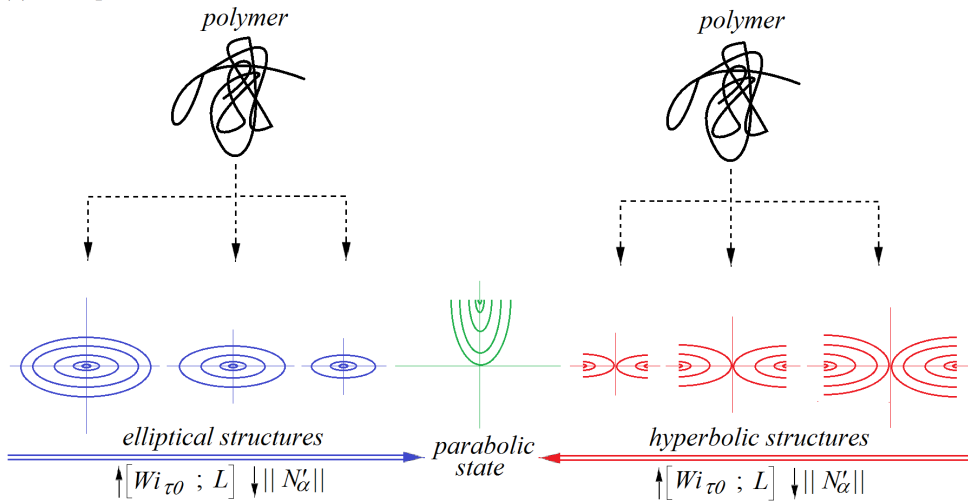 polymer polymer
elliptical structures parabolic state hyperbolic structures
↑[Wi τ0 ; L] ↓|| N′α || ↑[Wi τ0 ; L] ↓|| N′α ||